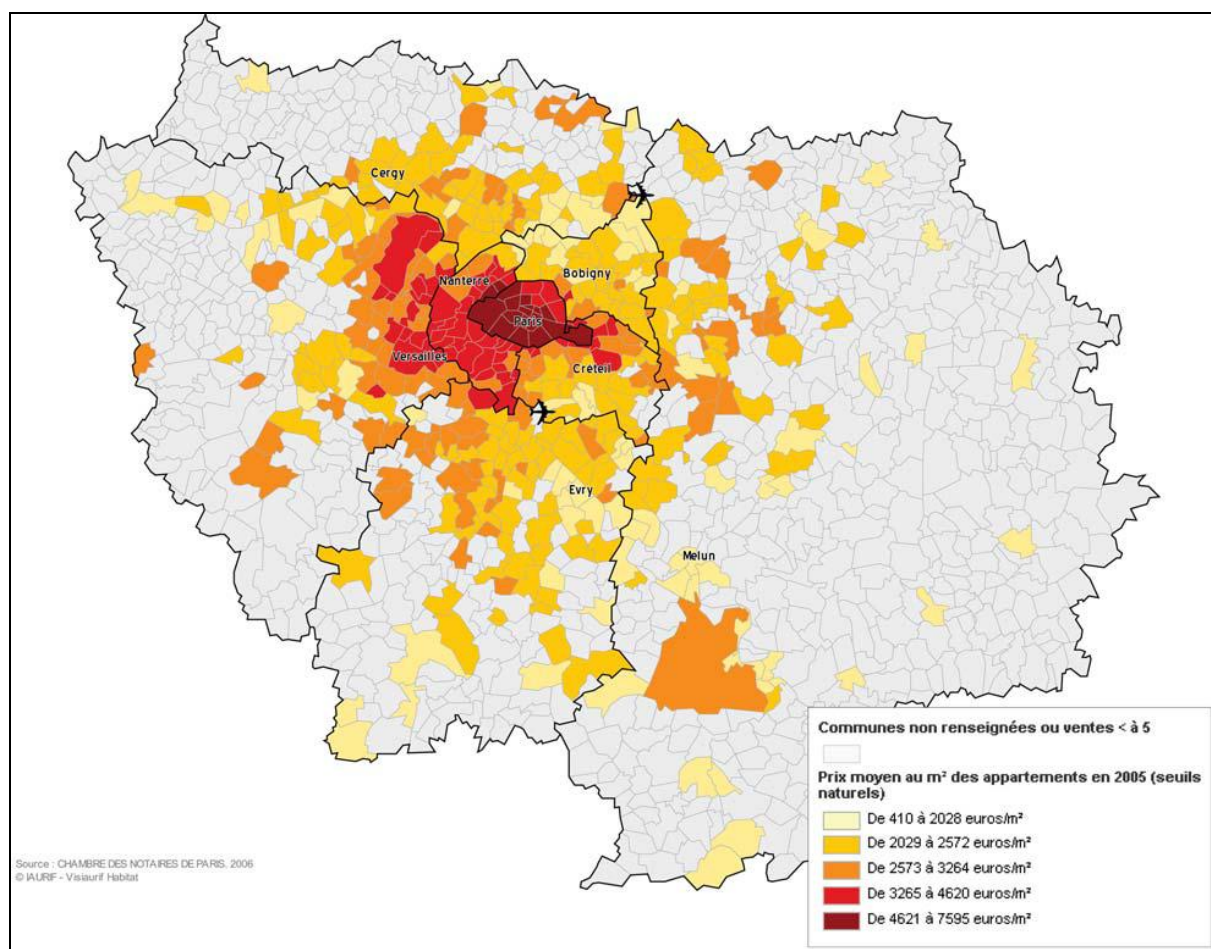 Cergy
Nanterre
Bobigny
Paris
Versailles
Créteil
Evry
Melun
Communes non renseignées ou ventes < à 5
Prix moyen au m² des appartements en 2005 (seuils
naturels)
De 410 à 2028 euros/m²
De 2029 à 2572 euros/m²
De 2573 à 3264 euros/m²
De 3265 à 4620 euros/m²
De 4621 à 7595 euros/m²
Source : CHAMBRE DES NOTAIRES DE PARIS. 2006
© IAURIF - Visiaurif Habitat